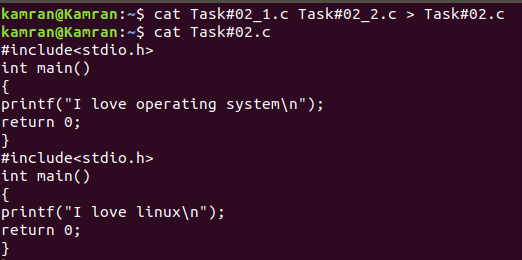 kamran@Kamran:~$ cat Task#02_1.c Task#02_2.c > Task#02.c
kamran@Kamran:~$ cat Task#02.c
#include<stdio.h>
int main()
{
printf("I love operating system\n");
return 0;
}
#include<stdio.h>
int main()
{
printf("I love linux\n");
return 0;
}